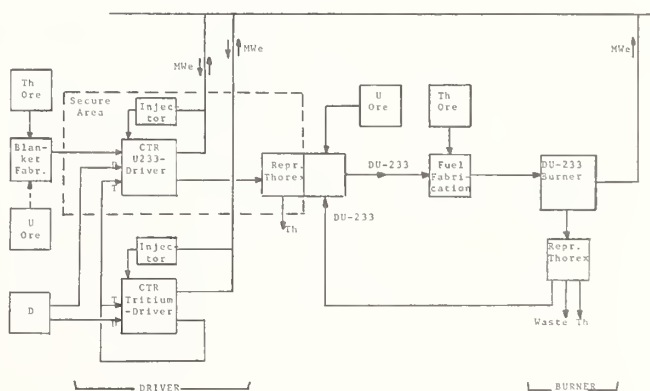 MWe
MWe
MWe
Th
Ore
Secure
Area
Injec-
tor
U
Ore
Th
Ore
Blan-
ket
Fabr.
D
T
CTR
U233-
Driver
Repr.
Thorex
DU-233
Fuel
Fabri-
cation
DU-233
Burner
U
Ore
Th
DU-233
Injector
Repr.
Thorex
D
T
D
CTR
Tritium
-Driver
Waste Th
DRIVER
BURNER